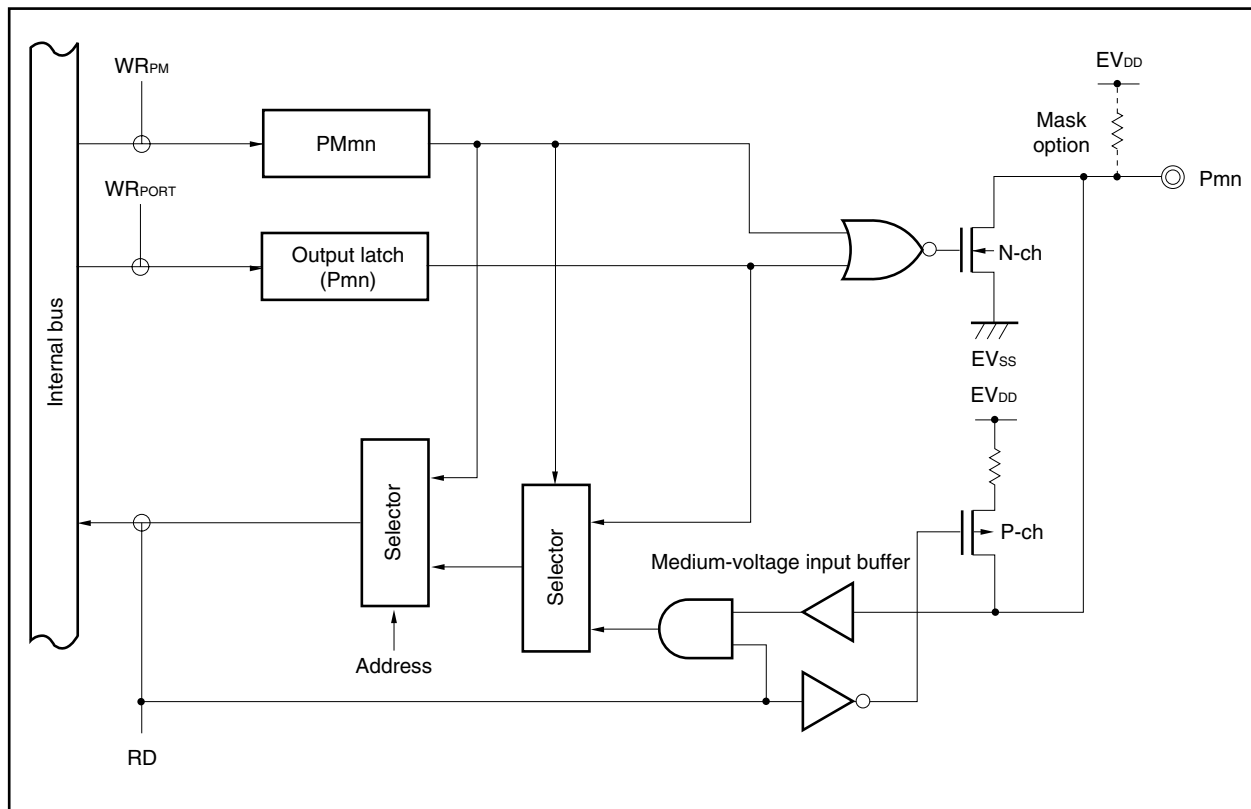 WRPM
EVDD
Mask
option
PMmn
Pmn
WRPORT
Output latch
(Pmn)
N-ch
Internal bus
EVSS
EVDD
Selector
Selector
P-ch
Medium-voltage input buffer
Address
RD